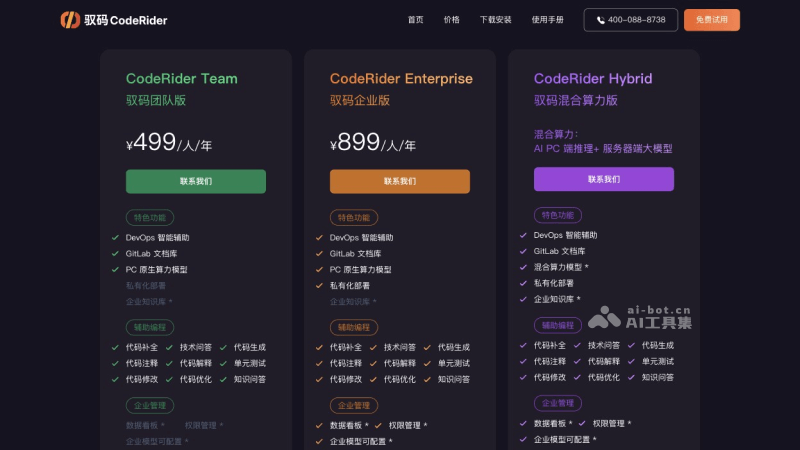 驭码CodeRider
首页 价格 下载安装 使用手册 400-088-8738 免费试用
CodeRider Team
驭码团队版
¥499/人/年
联系我们
特色功能
DevOps 智能辅助
GitLab 文档库
PC 原生算力模型
私有化部署
企业知识库 *
辅助编程
代码补全 技术问答 代码生成
代码注释 代码解释 单元测试
代码修改 代码优化 知识问答
企业管理
数据看板 * 权限管理 *
企业模型可配置 *
CodeRider Enterprise
驭码企业版
¥899/人/年
联系我们
特色功能
DevOps 智能辅助
GitLab 文档库
PC 原生算力模型
私有化部署
企业知识库 *
辅助编程
代码补全 技术问答 代码生成
代码注释 代码解释 单元测试
代码修改 代码优化 知识问答
企业管理
数据看板 * 权限管理 *
企业模型可配置 *
CodeRider Hybrid
驭码混合算力版
混合算力：
AI PC 端推理+ 服务器端大模型
联系我们
特色功能
DevOps 智能辅助
GitLab 文档库
混合算力模型 *
私有化部署
企业知识库 *
辅助编程
代码补全 技术问答 代码生成
代码注释 代码解释 单元测试
代码修改 代码优化 知识问答
企业管理
数据看板 * 权限管理 *
企业模型可配置 *
ai-bot.cn
AI工具集